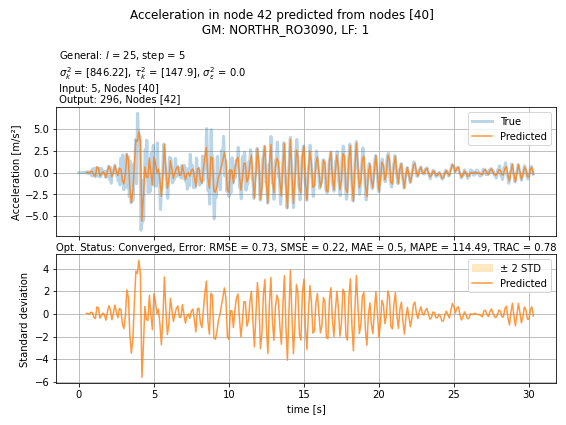 Acceleration in node 42 predicted from nodes [40]
GM: NORTHR_RO3090, LF: 1
General: l = 25, step = 5
σ²ₖ = [846.22], τ²ₖ = [147.9], σ²ε = 0.0
Input: 5, Nodes [40]
Output: 296, Nodes [42]
Acceleration [m/s²]
5.0
2.5
0.0
−2.5
−5.0
True
Predicted
Opt. Status: Converged, Error: RMSE = 0.73, SMSE = 0.22, MAE = 0.5, MAPE = 114.49, TRAC = 0.78
Standard deviation
4
2
0
−2
−4
−6
± 2 STD
Predicted
0 5 10 15 20 25 30
time [s]